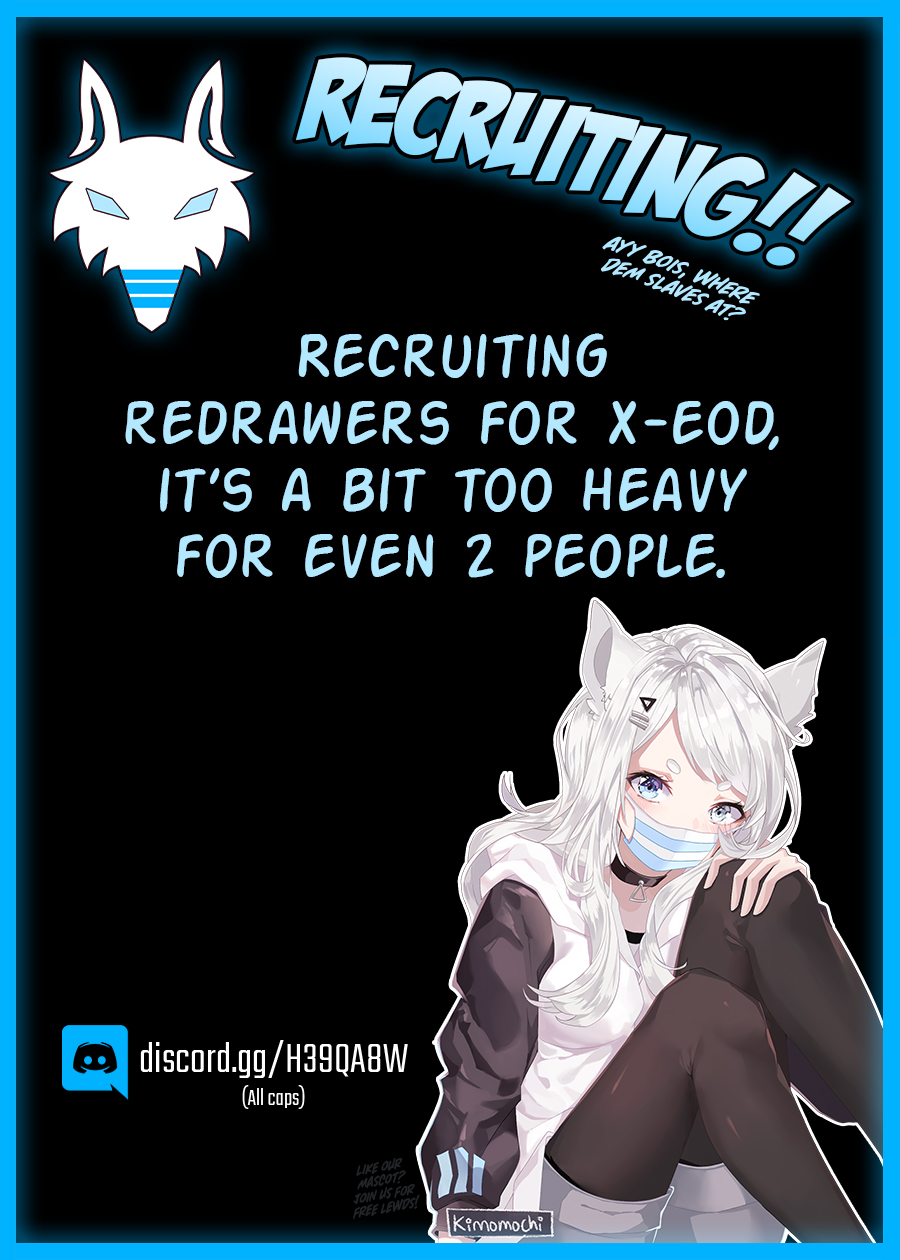 RECRUITING!!
AYY BOIS, WHERE
DEM SLAVES AT?
RECRUITING
REDRAWERS FOR X-EOD,
IT'S A BIT TOO HEAVY
FOR EVEN 2 PEOPLE.
discord.gg/H39QA8W
(All caps)
LIKE OUR
MASCOT?
JOIN US FOR
FREE LEWDS!
Kimomochi